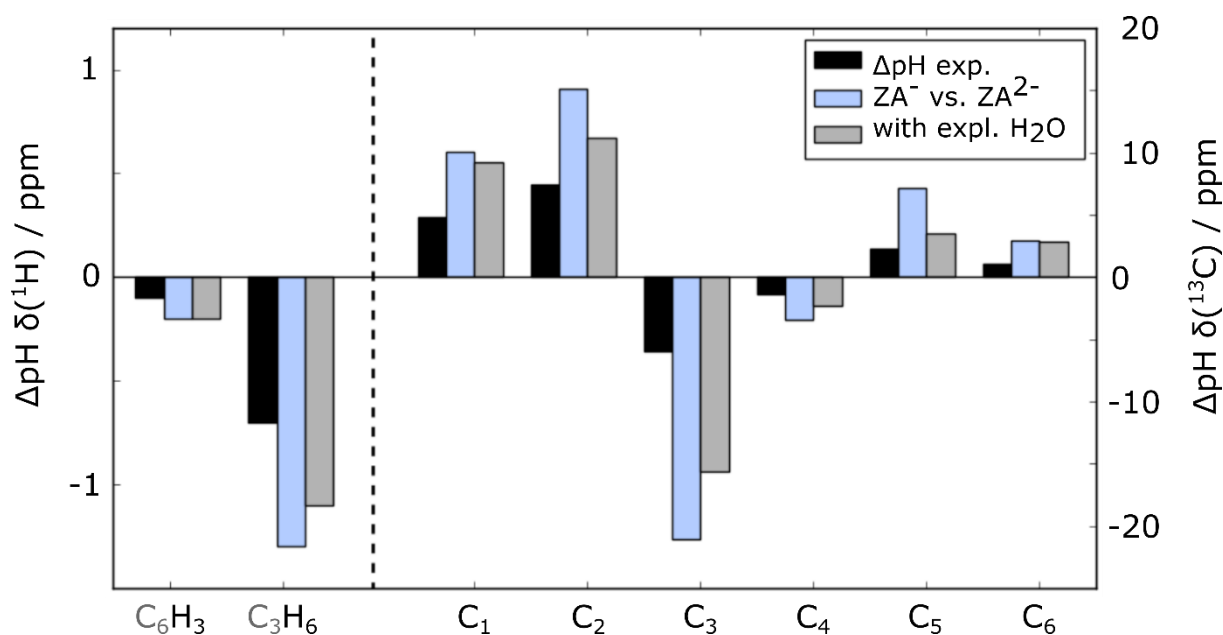 ΔpH δ(¹H) / ppm
1
0
-1
20
10
0
-10
-20
ΔpH δ(¹³C) / ppm
ΔpH exp.
ZA⁻ vs. ZA²⁻
with expl. H₂O
C₆H₃
C₃H₆
C₁
C₂
C₃
C₄
C₅
C₆